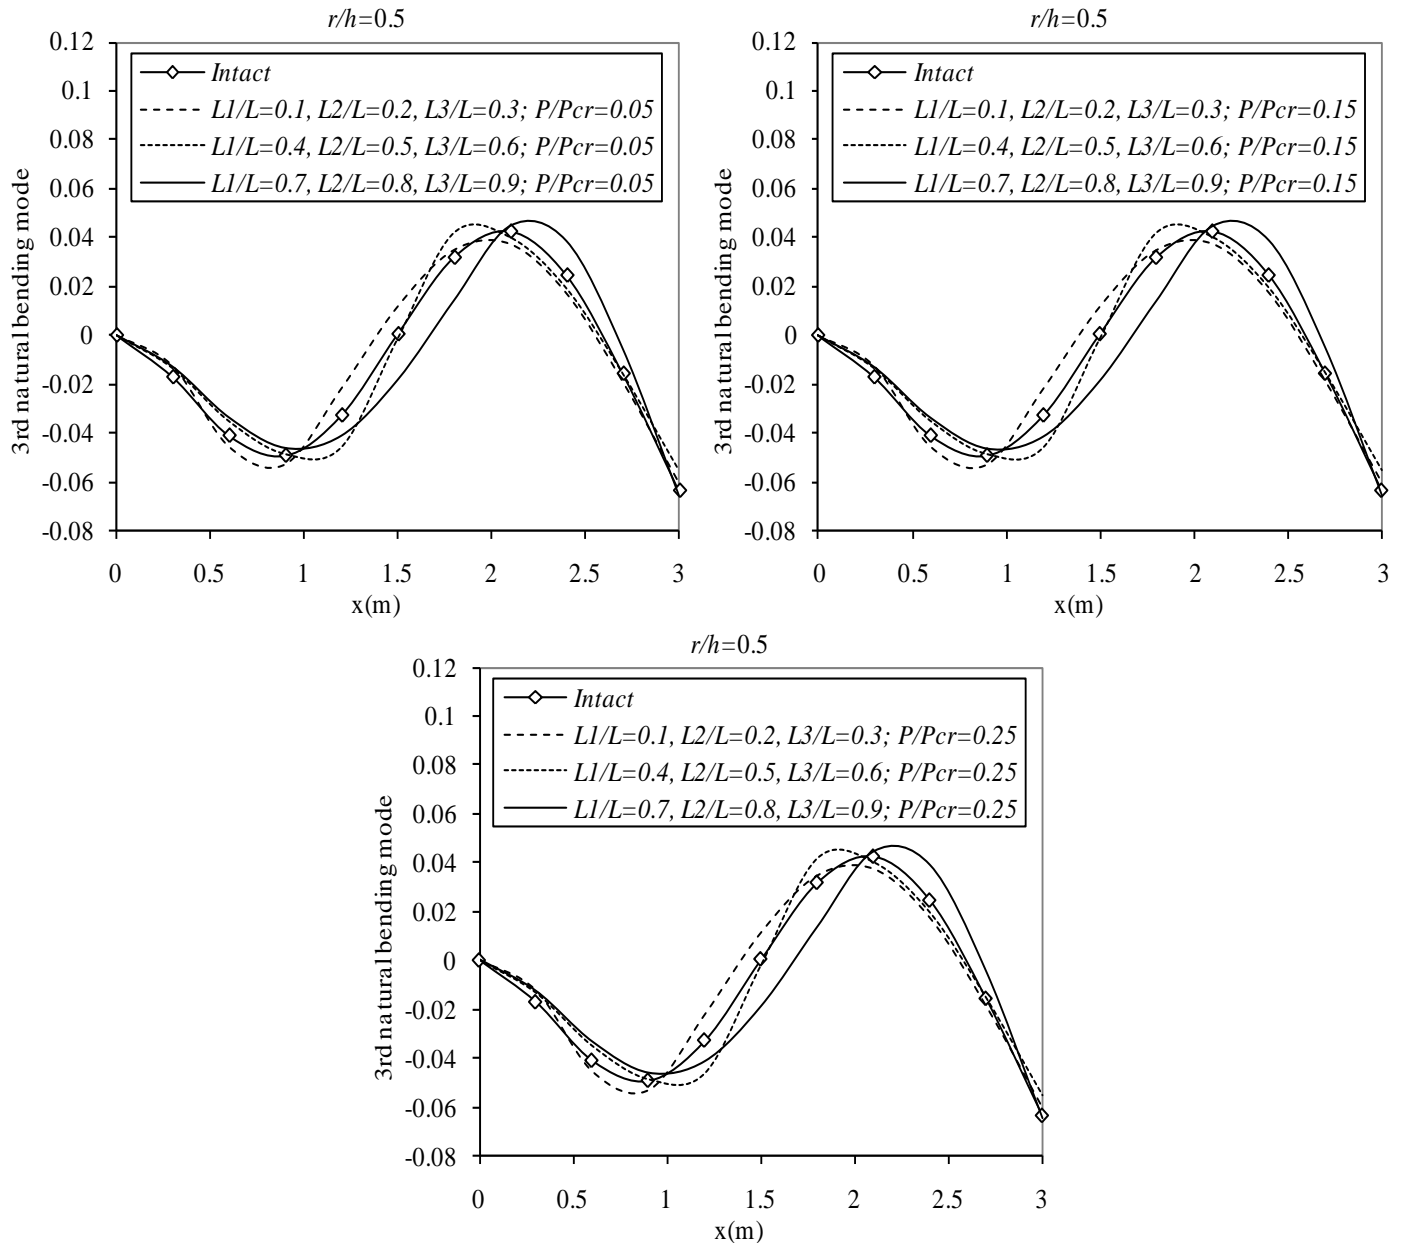 r/h=0.5
0.12
0.1
0.08
0.06
0.04
0.02
0
-0.02
-0.04
-0.06
-0.08
3rd natural bending mode
Intact
L1/L=0.1, L2/L=0.2, L3/L=0.3; P/Pcr=0.05
L1/L=0.4, L2/L=0.5, L3/L=0.6; P/Pcr=0.05
L1/L=0.7, L2/L=0.8, L3/L=0.9; P/Pcr=0.05
0 0.5 1 1.5 2 2.5 3
x(m)
r/h=0.5
0.12
0.1
0.08
0.06
0.04
0.02
0
-0.02
-0.04
-0.06
-0.08
3rd natural bending mode
Intact
L1/L=0.1, L2/L=0.2, L3/L=0.3; P/Pcr=0.15
L1/L=0.4, L2/L=0.5, L3/L=0.6; P/Pcr=0.15
L1/L=0.7, L2/L=0.8, L3/L=0.9; P/Pcr=0.15
0 0.5 1 1.5 2 2.5 3
x(m)
r/h=0.5
0.12
0.1
0.08
0.06
0.04
0.02
0
-0.02
-0.04
-0.06
-0.08
3rd natural bending mode
Intact
L1/L=0.1, L2/L=0.2, L3/L=0.3; P/Pcr=0.25
L1/L=0.4, L2/L=0.5, L3/L=0.6; P/Pcr=0.25
L1/L=0.7, L2/L=0.8, L3/L=0.9; P/Pcr=0.25
0 0.5 1 1.5 2 2.5 3
x(m)